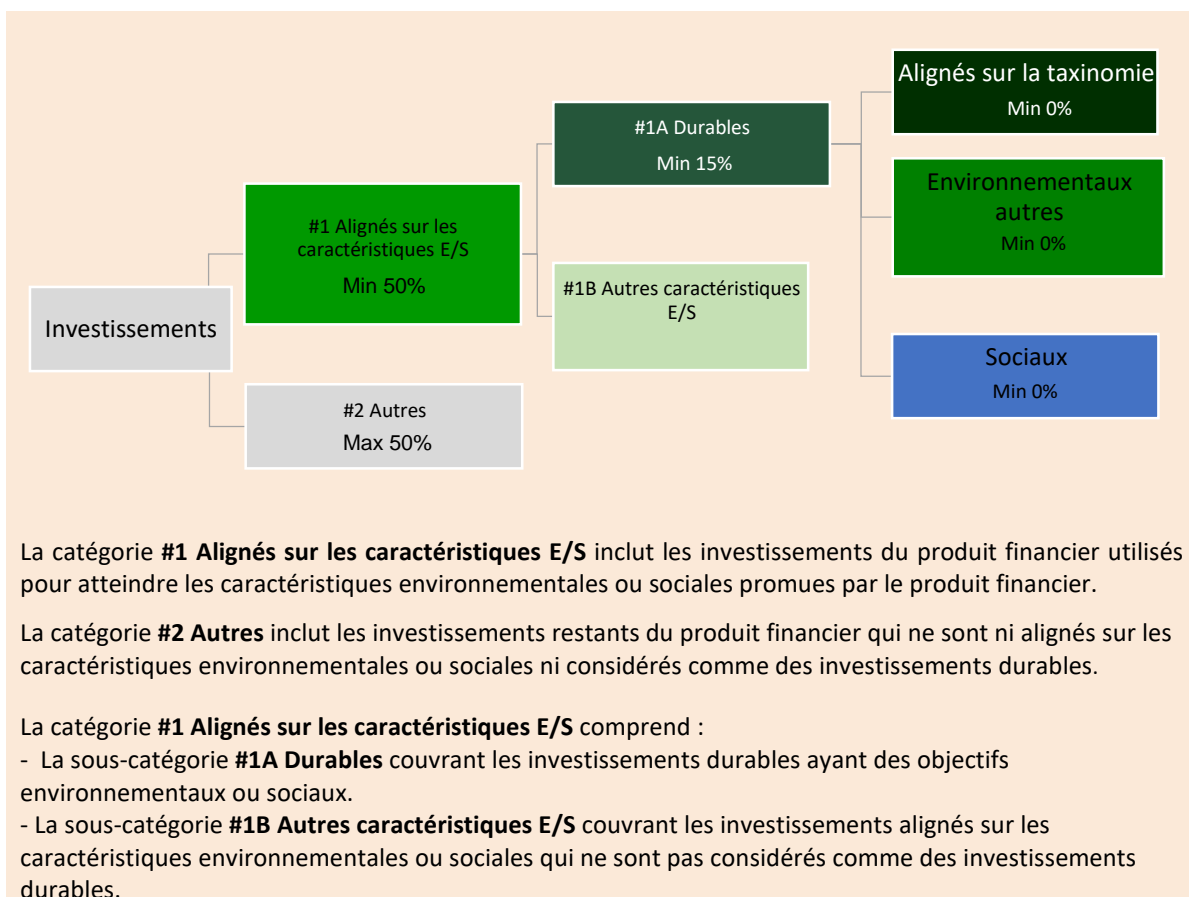 Alignés sur la taxinomie
Min 0%
#1A Durables
Min 15%
Environnementaux
autres
Min 0%
#1 Alignés sur les
caractéristiques E/S
Min 50%
#1B Autres caractéristiques
E/S
Investissements
Sociaux
Min 0%
#2 Autres
Max 50%
La catégorie #1 Alignés sur les caractéristiques E/S inclut les investissements du produit financier utilisés
pour atteindre les caractéristiques environnementales ou sociales promues par le produit financier.
La catégorie #2 Autres inclut les investissements restants du produit financier qui ne sont ni alignés sur les
caractéristiques environnementales ou sociales ni considérés comme des investissements durables.
La catégorie #1 Alignés sur les caractéristiques E/S comprend :
- La sous-catégorie #1A Durables couvrant les investissements durables ayant des objectifs
environnementaux ou sociaux.
- La sous-catégorie #1B Autres caractéristiques E/S couvrant les investissements alignés sur les
caractéristiques environnementales ou sociales qui ne sont pas considérés comme des investissements
durables.